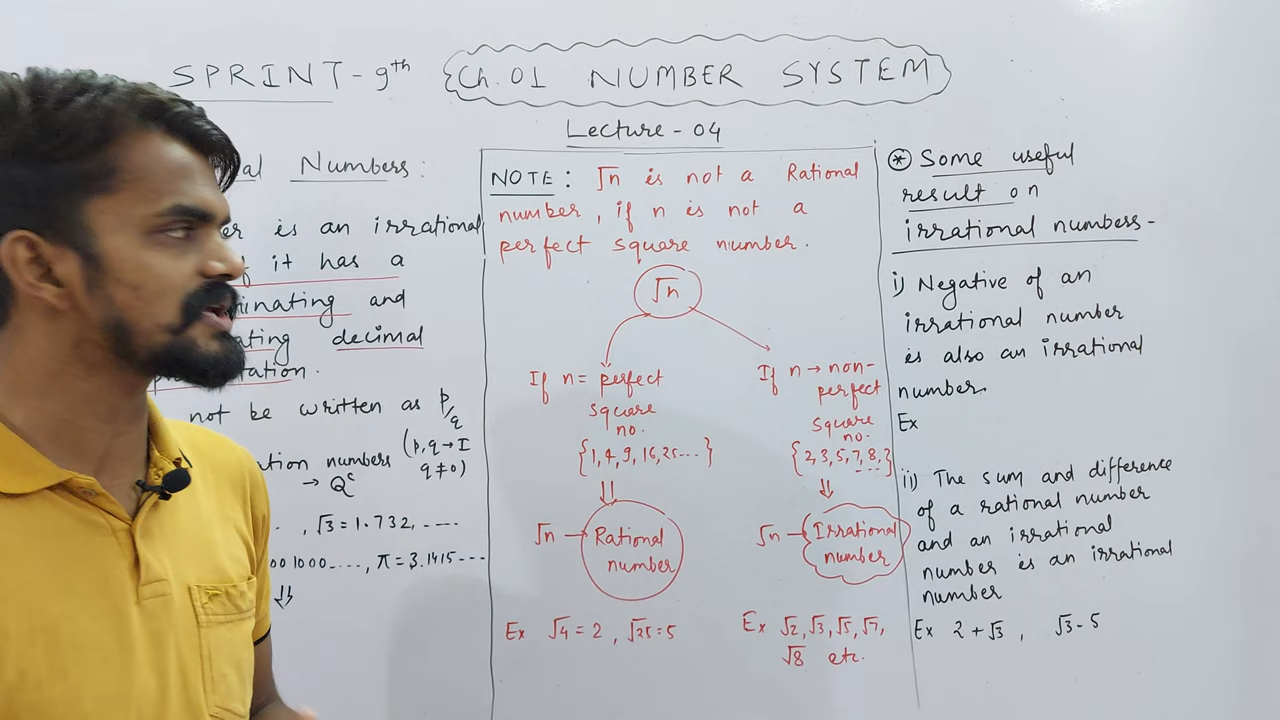 SPRINT - 9th
Ch. 01 NUMBER SYSTEM
Lecture - 04
Numbers:
is an irrational
it has a
and
decimal
not be written as p/q
numbers (p,q → I
q ≠ 0)
→ Qᶜ
, √3 = 1.732, ......
1000...., π = 3.1415.....
⇓
NOTE: √n is not a Rational
number, if n is not a
perfect square number.
√n
If n = perfect
square
no.
{1,4,9,16,25....}
⇓
√n → Rational
number
Ex √4 = 2 , √25 = 5
If n → non-
perfect
square
no.
{2,3,5,7,8,...}
⇓
√n → Irrational
number
Ex √2, √3, √5, √7,
√8 etc.
* Some useful
result on
irrational numbers -
i) Negative of an
irrational number
is also an irrational
number.
Ex
ii) The sum and difference
of a rational number
and an irrational
number is an irrational
number
Ex 2 + √3 , √3 - 5